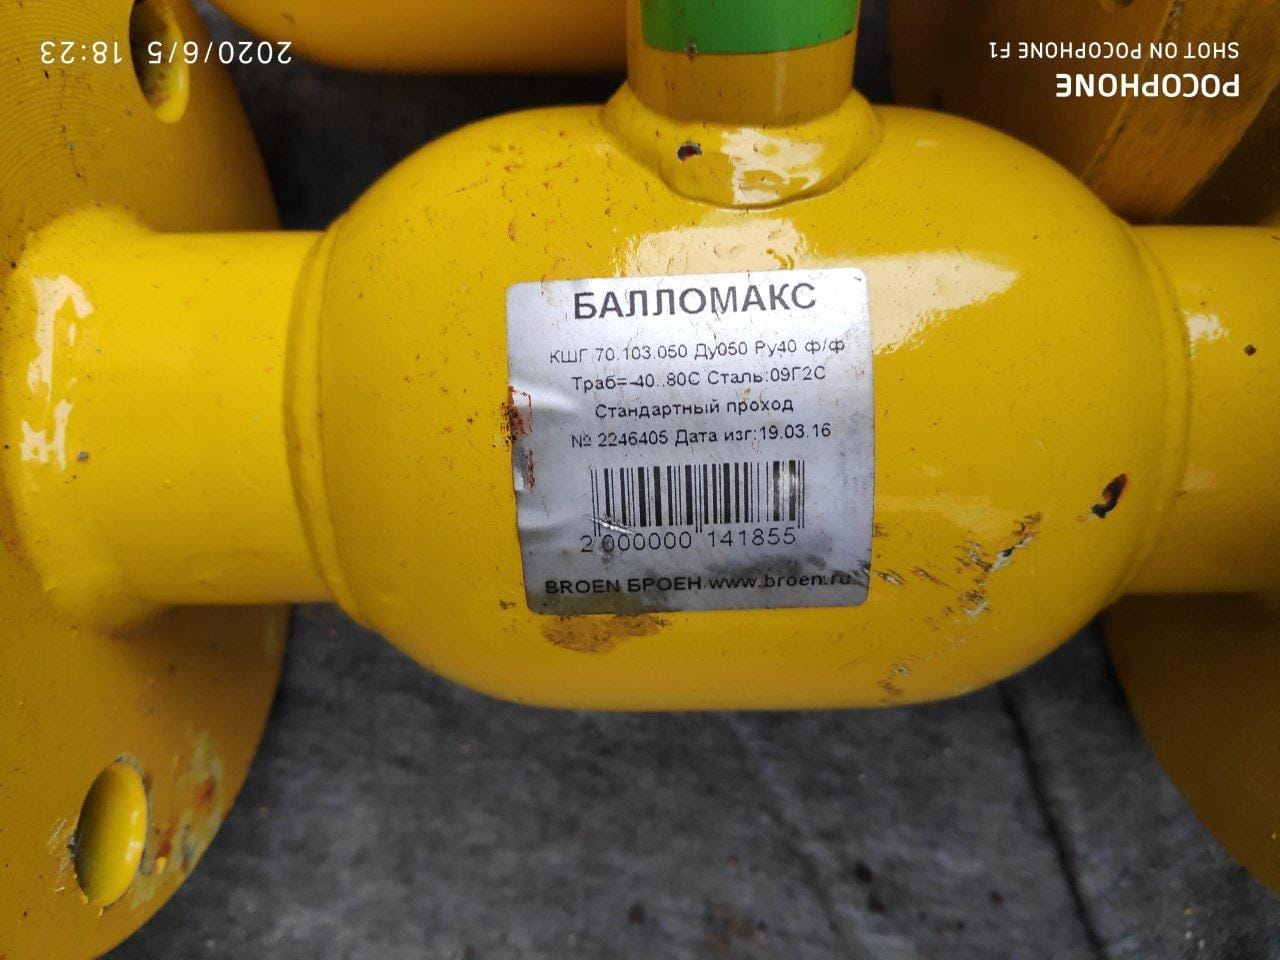 2020/6/5 18:23
SHOT ON POCOPHONE F1
POCOPHONE
БАЛЛОМАКС
КШГ 70.103.050 Ду050 Ру40 ф/ф
Траб=-40..80С Сталь:09Г2С
Стандартный проход
№ 2246405 Дата изг:19.03.16
2 000000 141855
BROEN БРОЕН www.broen.ru